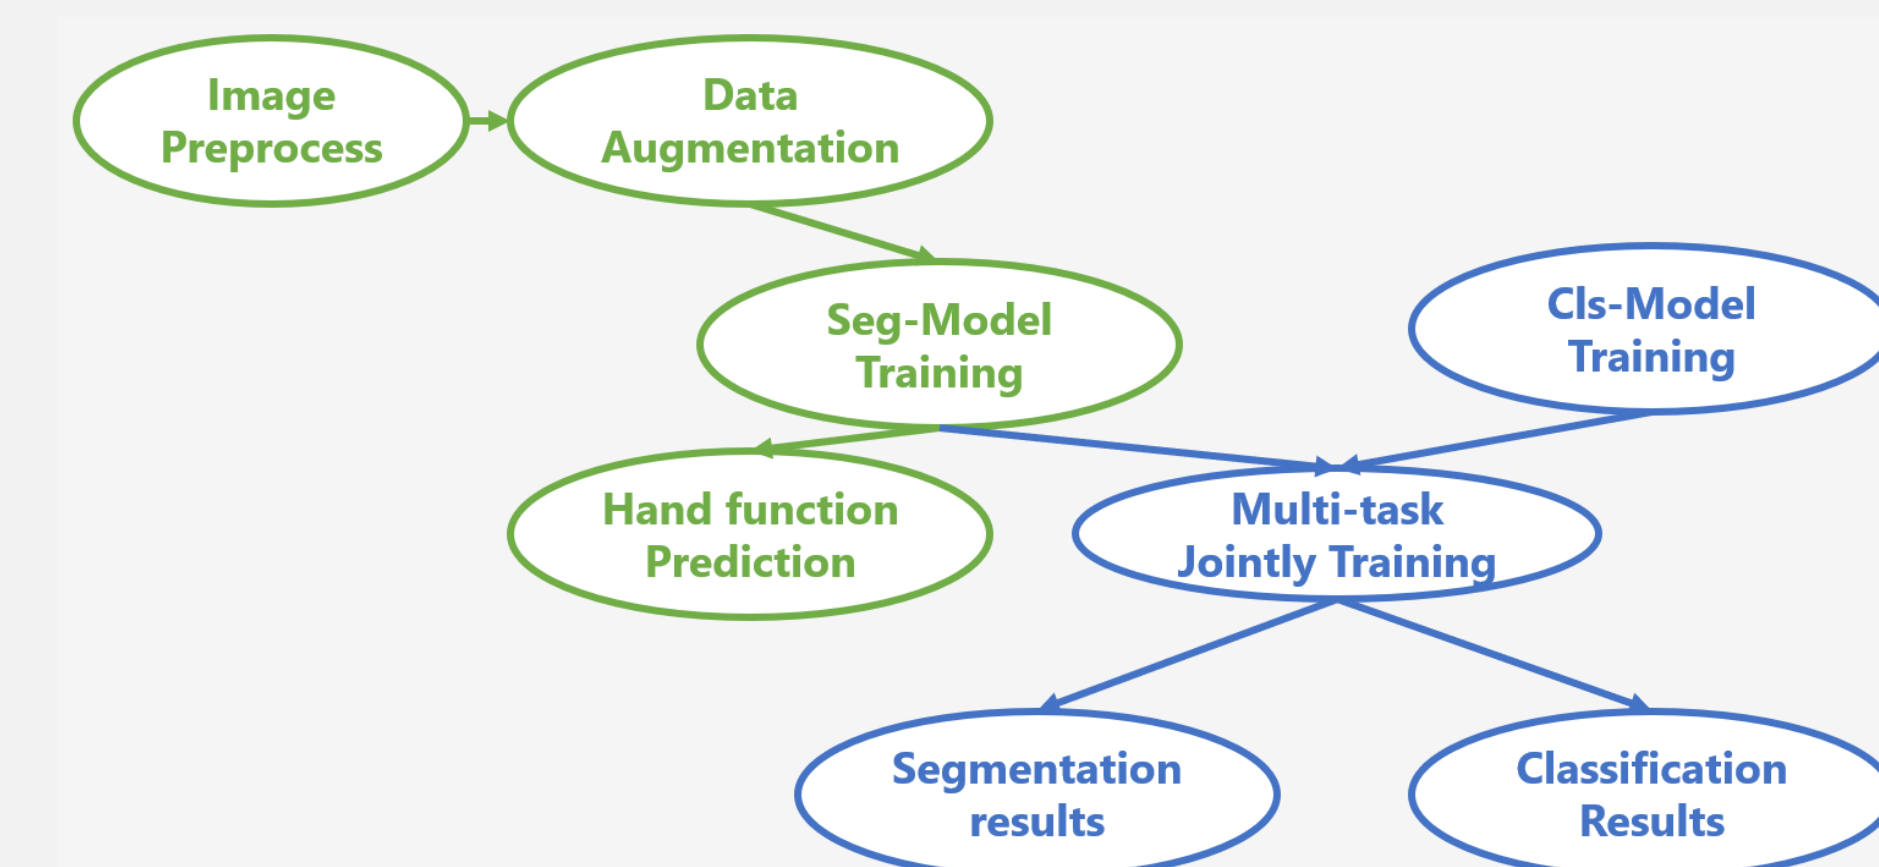 Image
Preprocess
Data
Augmentation
Seg-Model
Training
Cls-Model
Training
Hand function
Prediction
Multi-task
Jointly Training
Segmentation
results
Classification
Results